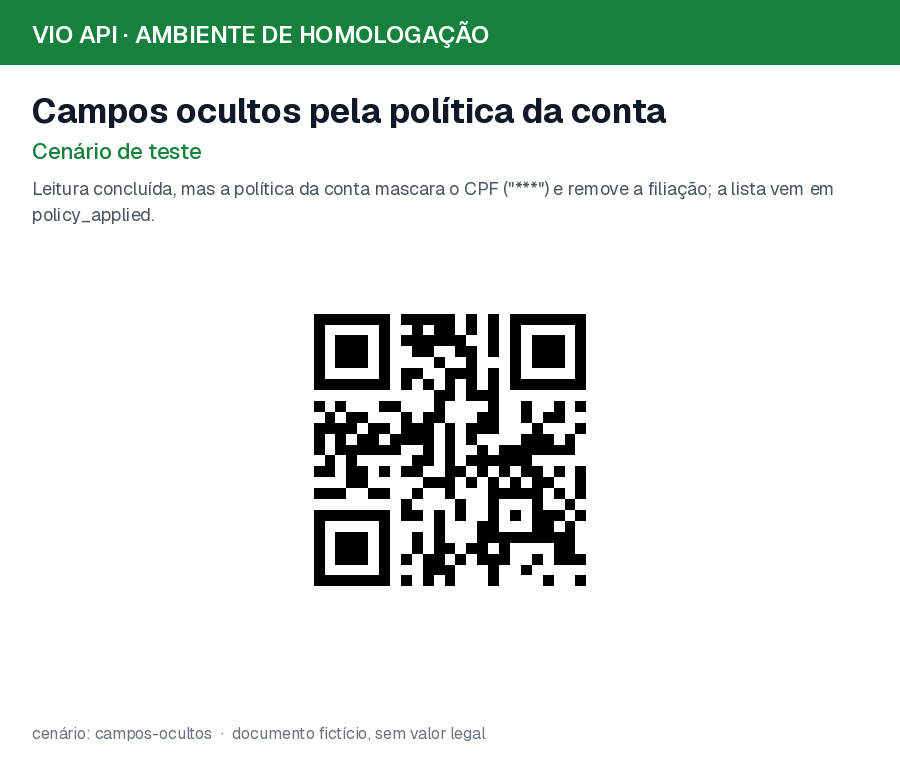 VIO API · AMBIENTE DE HOMOLOGAÇÃO
Campos ocultos pela política da conta
Cenário de teste
Leitura concluída, mas a política da conta mascara o CPF ("***") e remove a filiação; a lista vem em
policy_applied.
cenário: campos-ocultos · documento fictício, sem valor legal